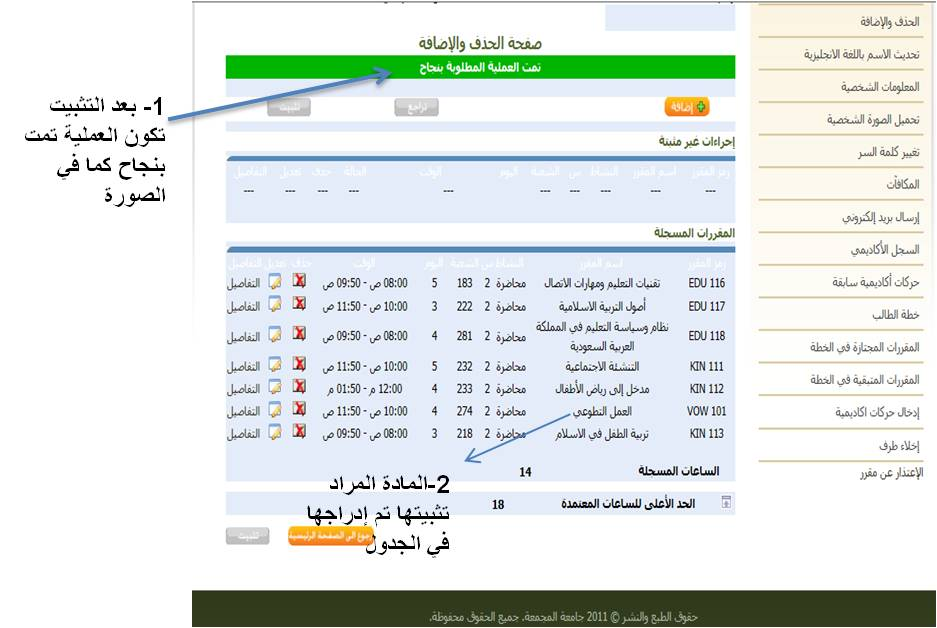 صفحة الحذف والإضافة
تمت العملية المطلوبة بنجاح
إضافة
تراجع
تثبيت
إجراءات غير مثبتة
رمز المقرر اسم المقرر النشاط س الشعبة اليوم الوقت الحالة حذف تعديل التفاصيل
--- --- --- --- --- --- --- --- --- ---
المقررات المسجلة
رمز المقرر اسم المقرر النشاط س الشعبة اليوم الوقت حذف تعديل التفاصيل
EDU 116 تقنيات التعليم ومهارات الاتصال محاضرة 2 183 5 08:00 ص - 09:50 ص التفاصيل
EDU 117 أصول التربية الاسلامية محاضرة 2 222 3 10:00 ص - 11:50 ص التفاصيل
EDU 118 نظام وسياسة التعليم في المملكة العربية السعودية محاضرة 2 281 4 08:00 ص - 09:50 ص التفاصيل
KIN 111 التنشئة الاجتماعية محاضرة 2 232 5 10:00 ص - 11:50 ص التفاصيل
KIN 112 مدخل إلى رياض الأطفال محاضرة 2 233 4 12:00 م - 01:50 م التفاصيل
VOW 101 العمل التطوعي محاضرة 2 274 4 10:00 ص - 11:50 ص التفاصيل
KIN 113 تربية الطفل في الاسلام محاضرة 2 218 3 08:00 ص - 09:50 ص التفاصيل
الساعات المسجلة 14
الحد الأعلى للساعات المعتمدة 18
رجوع الى الصفحة الرئيسية
تثبيت
الحذف والإضافة
تحديث الاسم باللغة الانجليزية
المعلومات الشخصية
تحميل الصورة الشخصية
تغيير كلمة السر
المكافآت
إرسال بريد إلكتروني
السجل الأكاديمي
حركات أكاديمية سابقة
خطة الطالب
المقررات المجتازة في الخطة
المقررات المتبقية في الخطة
إدخال حركات اكاديمية
إخلاء طرف
الإعتذار عن مقرر
1- بعد التثبيت
تكون العملية تمت
بنجاح كما في
الصورة
2-المادة المراد
تثبيتها تم إدراجها
في الجدول
حقوق الطبع والنشر © 2011 جامعة المجمعة. جميع الحقوق محفوظة.